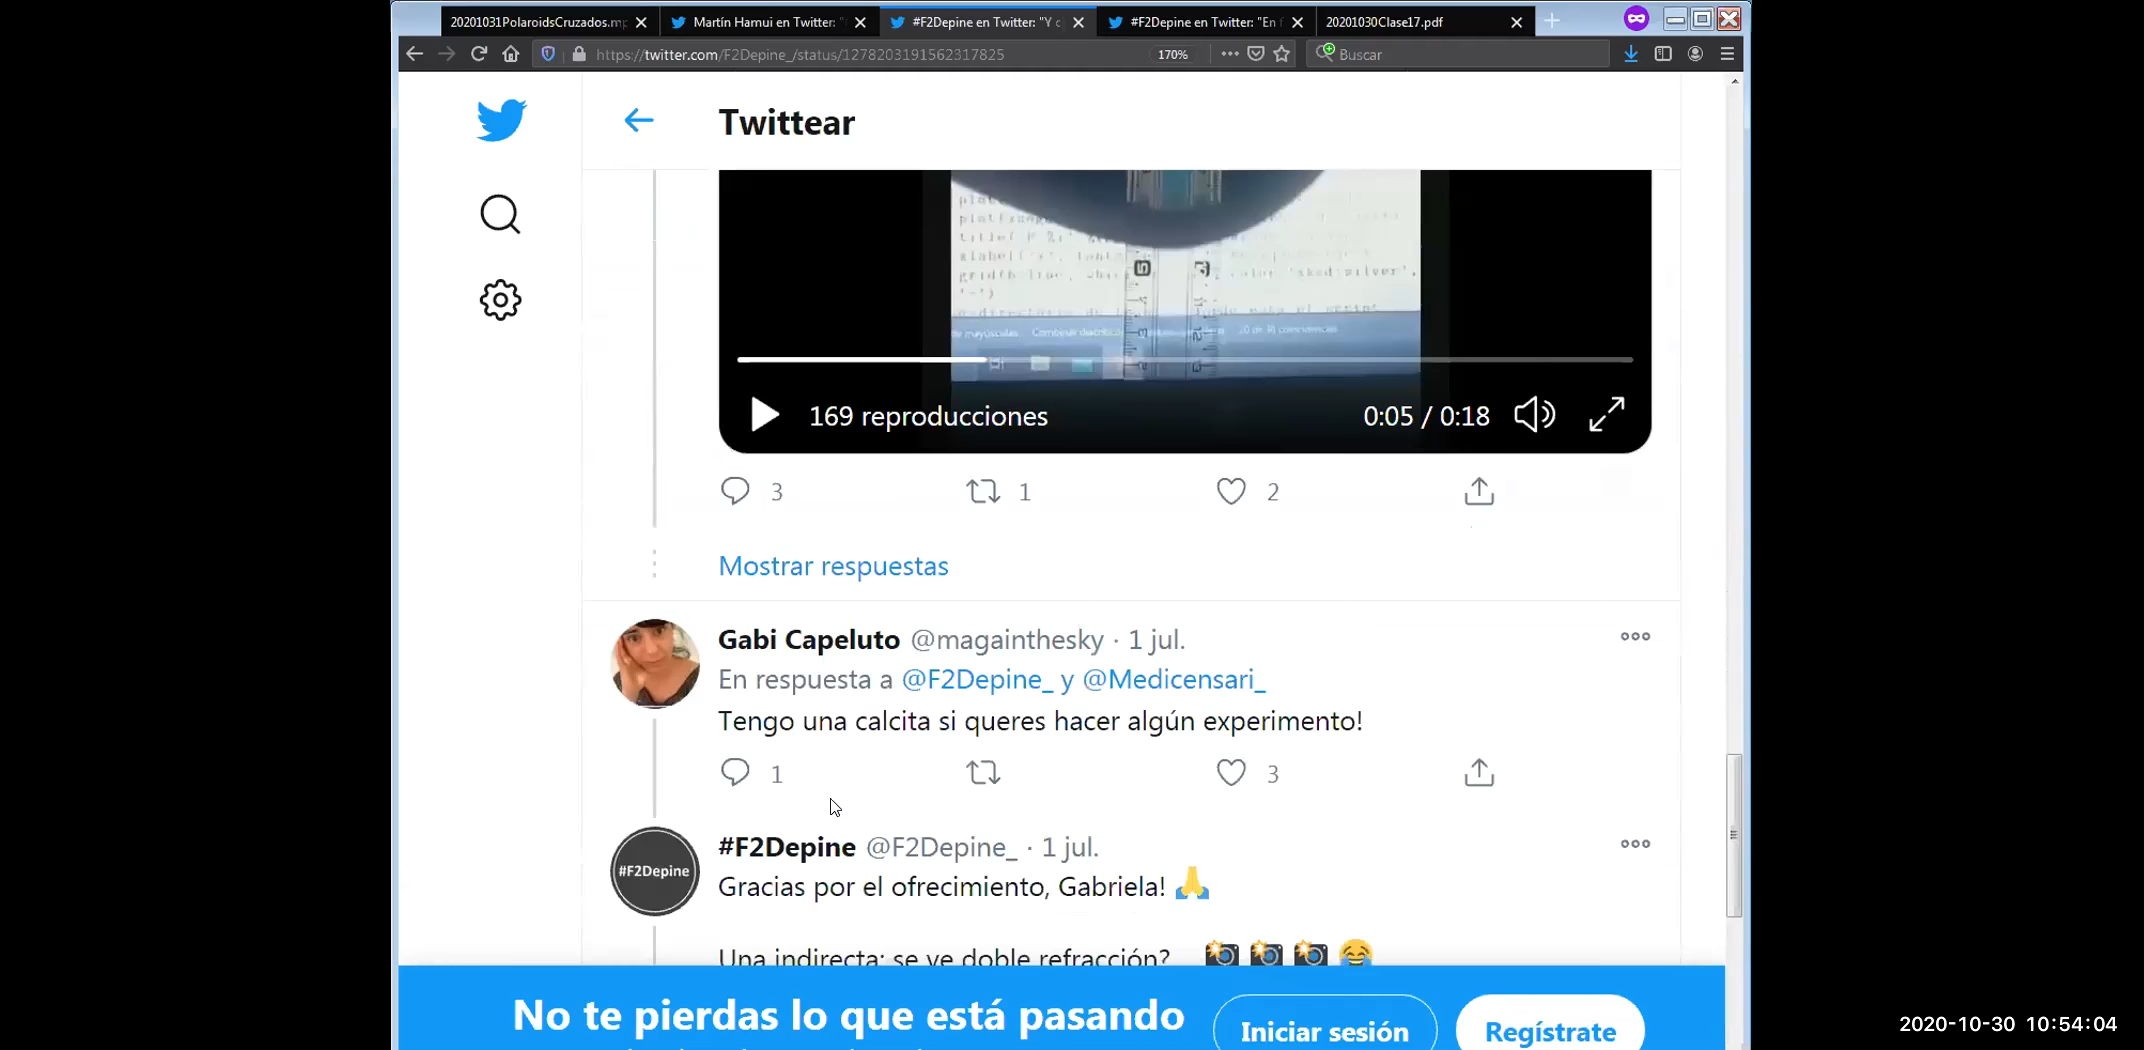 20201031PolaroidsCruzados.mp
Martín Hamui en Twitter: "
#F2Depine en Twitter: "Y c
#F2Depine en Twitter: "En f
20201030Clase17.pdf
https://twitter.com/F2Depine_/status/1278203191562317825
170%
Buscar
Twittear
169 reproducciones
0:05 / 0:18
3
1
2
Mostrar respuestas
Gabi Capeluto @magainthesky · 1 jul.
En respuesta a @F2Depine_ y @Medicensari_
Tengo una calcita si queres hacer algún experimento!
1
3
#F2Depine
#F2Depine @F2Depine_ · 1 jul.
Gracias por el ofrecimiento, Gabriela! 🙏
Una indirecta: se ve doble refracción? 📸 📸 📸 😂
No te pierdas lo que está pasando
Iniciar sesión
Regístrate
2020-10-30 10:54:04